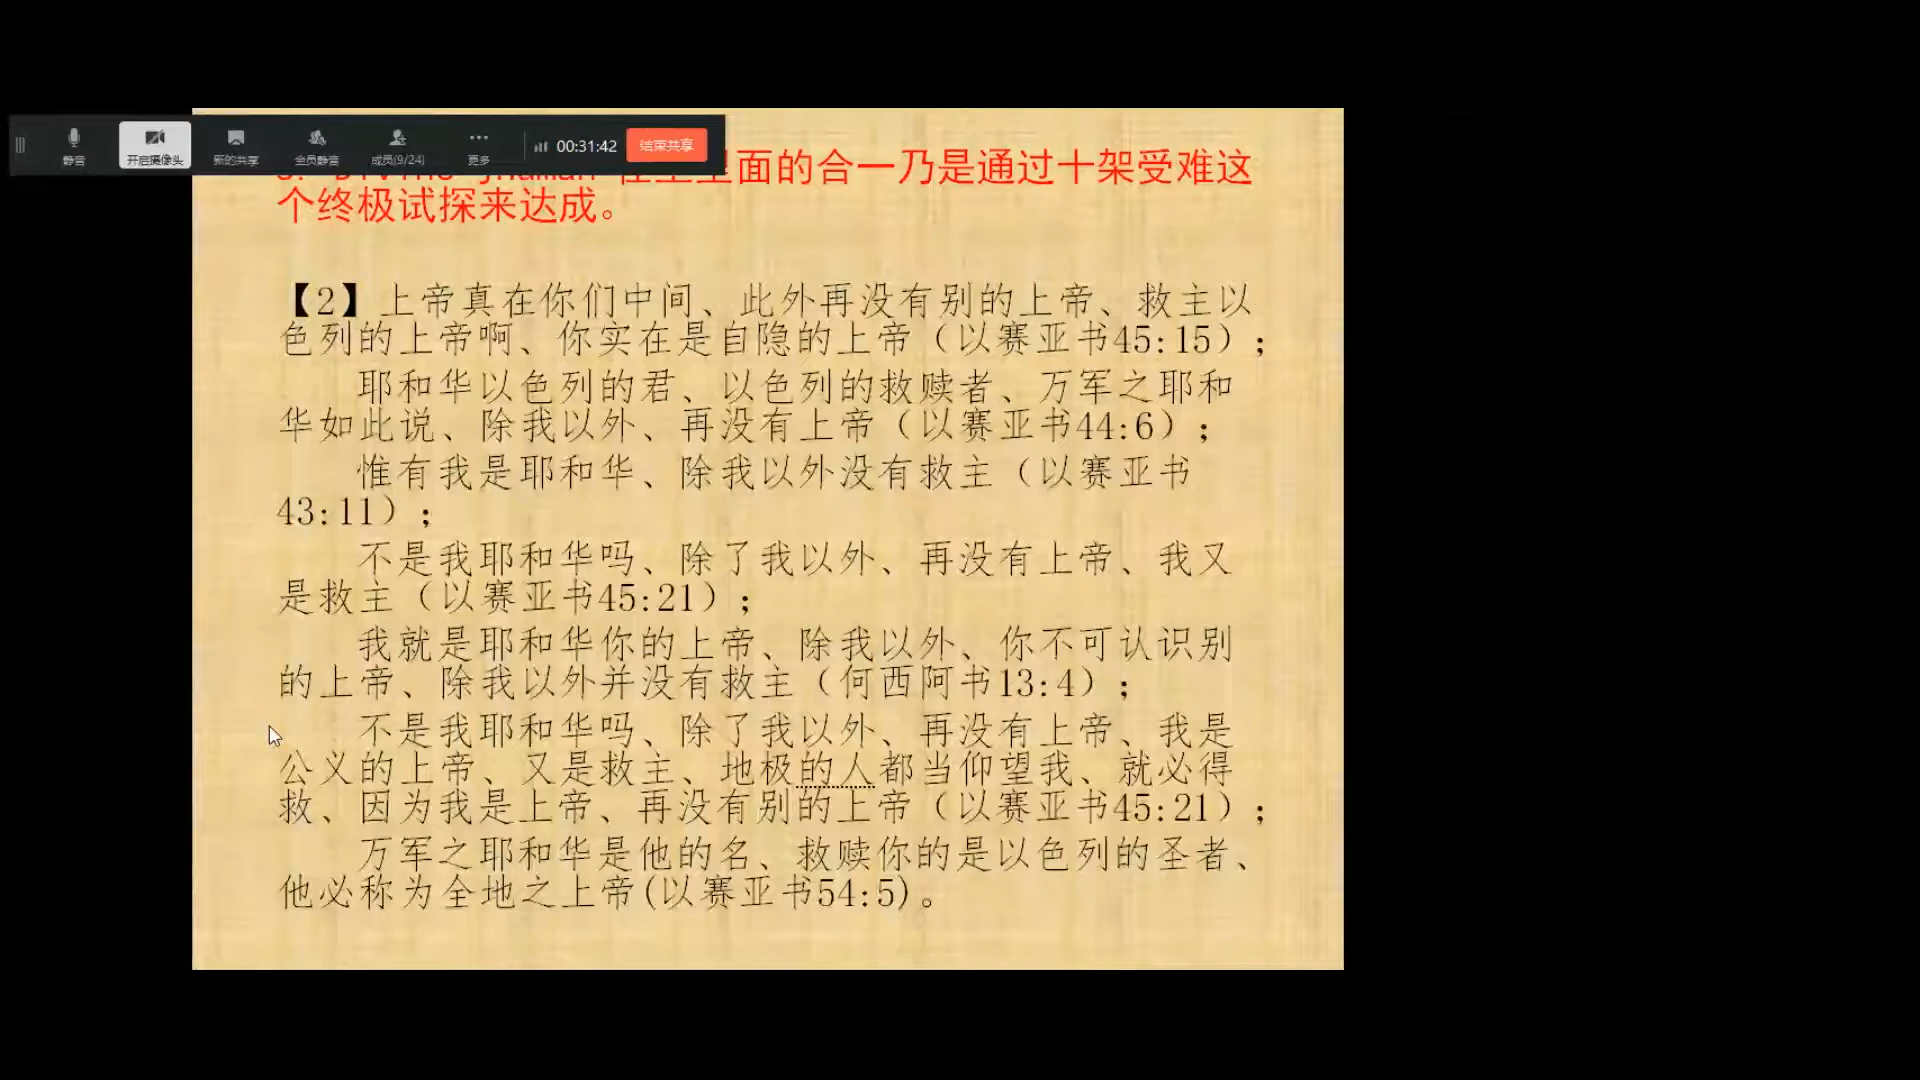 静音 开启摄像头 新的共享 全员静音 成员(9/24) 更多 00:31:42 结束共享
面的合一乃是通过十架受难这
个终极试探来达成。
【2】上帝真在你们中间、此外再没有别的上帝、救主以
色列的上帝啊、你实在是自隐的上帝（以赛亚书45:15）；
耶和华以色列的君、以色列的救赎者、万军之耶和
华如此说、除我以外、再没有上帝（以赛亚书44:6）；
惟有我是耶和华、除我以外没有救主（以赛亚书
43:11）；
不是我耶和华吗、除了我以外、再没有上帝、我又
是救主（以赛亚书45:21）；
我就是耶和华你的上帝、除我以外、你不可认识别
的上帝、除我以外并没有救主（何西阿书13:4）；
不是我耶和华吗、除了我以外、再没有上帝、我是
公义的上帝、又是救主、地极的人都当仰望我、就必得
救、因为我是上帝、再没有别的上帝（以赛亚书45:21）；
万军之耶和华是他的名、救赎你的是以色列的圣者、
他必称为全地之上帝(以赛亚书54:5)。